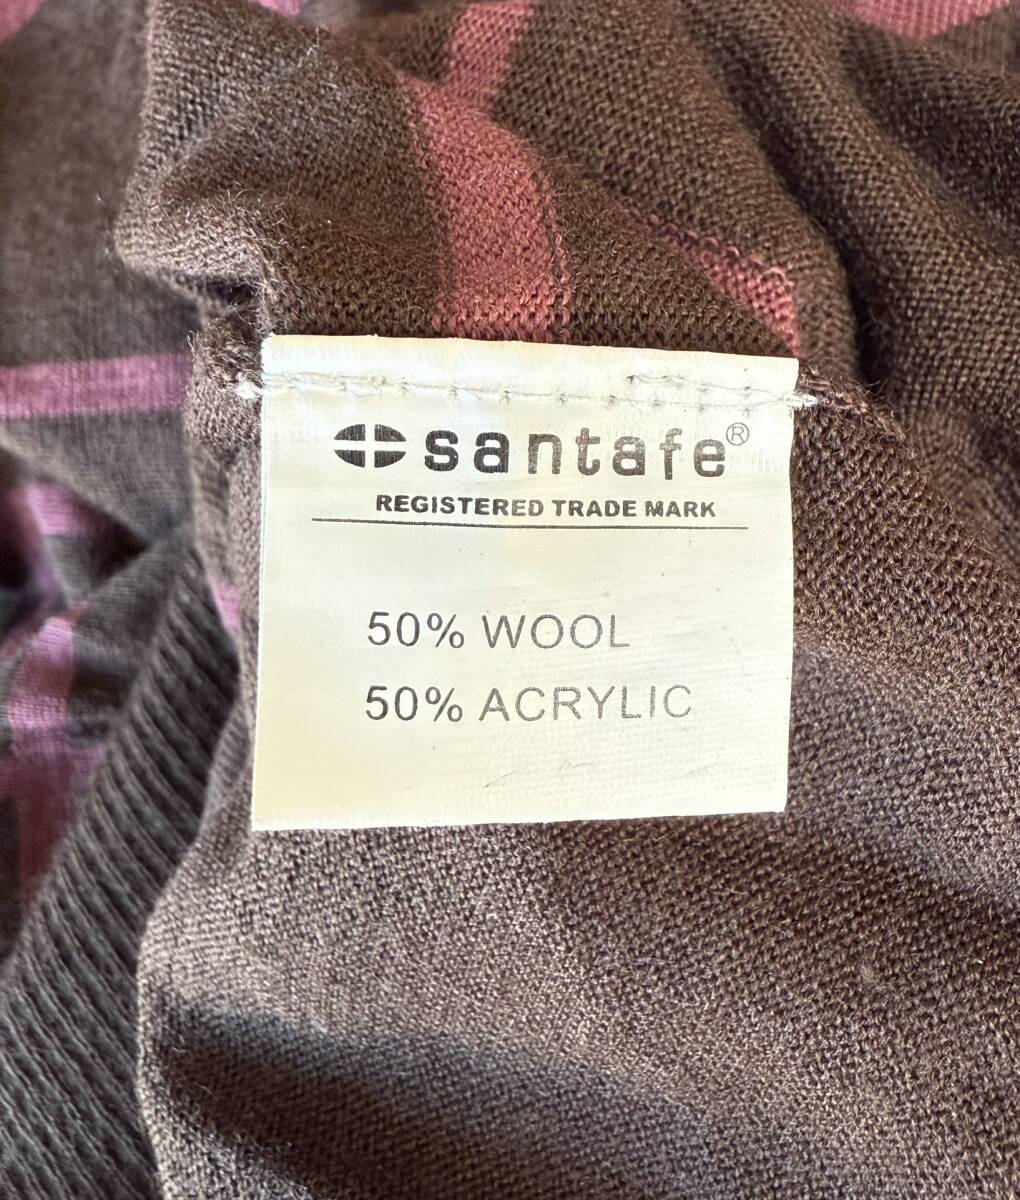 santafe®
REGISTERED TRADE MARK
50% WOOL
50% ACRYLIC